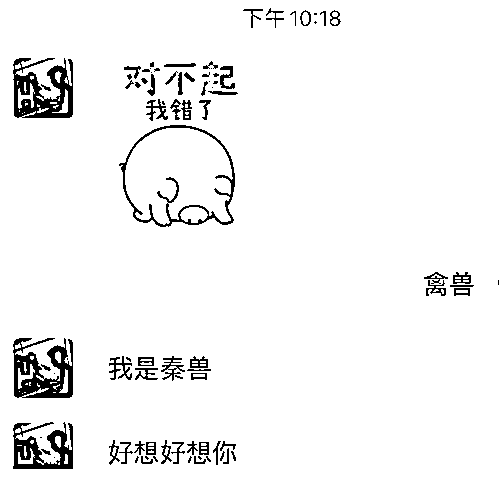 下午10:18
对不起
我错了
禽兽
我是秦兽
好想好想你